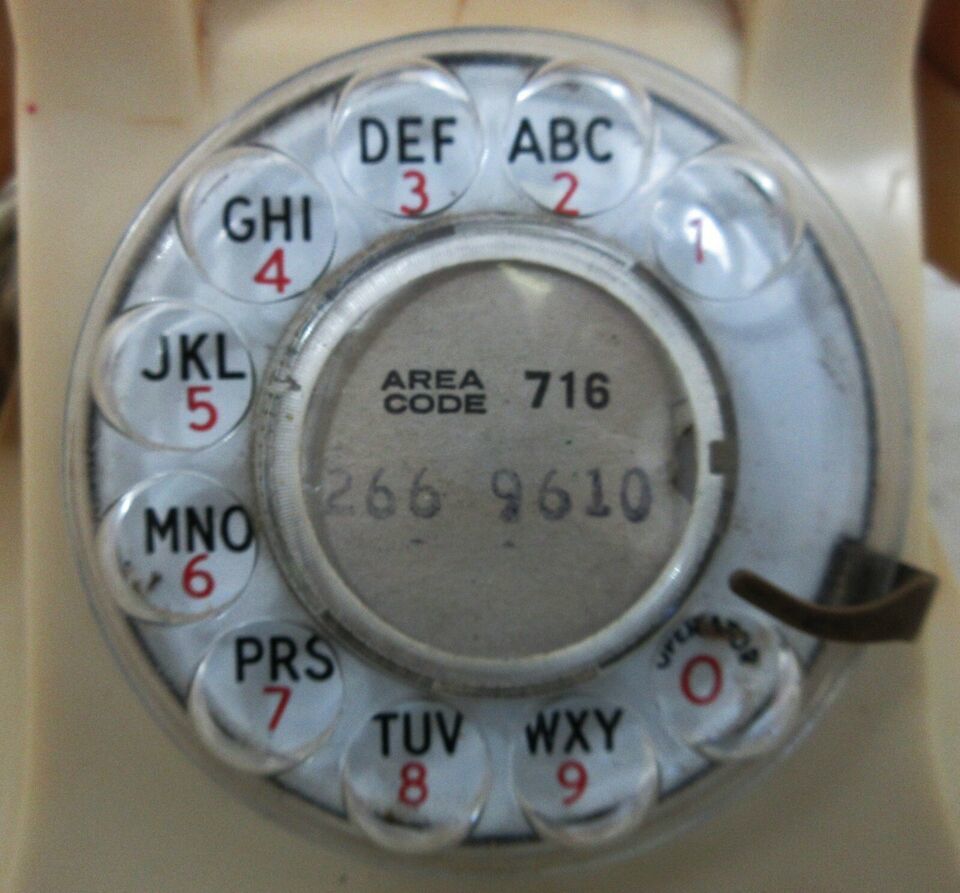 ABC
2
DEF
3
1
GHI
4
JKL
5
AREA
CODE 716
266 9610
MNO
6
PRS
7
OPERATOR
0
TUV
8
WXY
9